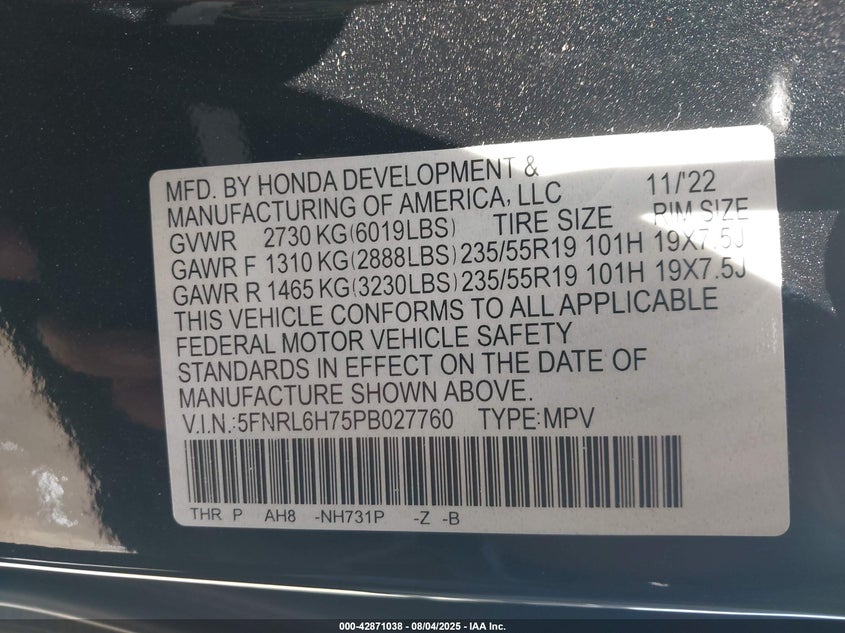 MFD. BY HONDA DEVELOPMENT & 11/'22
MANUFACTURING OF AMERICA, LLC
GVWR 2730 KG(6019LBS) TIRE SIZE RIM SIZE
GAWR F 1310 KG(2888LBS) 235/55R19 101H 19X7.5J
GAWR R 1465 KG(3230LBS) 235/55R19 101H 19X7.5J
THIS VEHICLE CONFORMS TO ALL APPLICABLE
FEDERAL MOTOR VEHICLE SAFETY
STANDARDS IN EFFECT ON THE DATE OF
MANUFACTURE SHOWN ABOVE.
V.I.N.:5FNRL6H75PB027760 TYPE:MPV
THR P AH8 -NH731P -Z -B
000-42871038 - 08/04/2025 - IAA Inc.